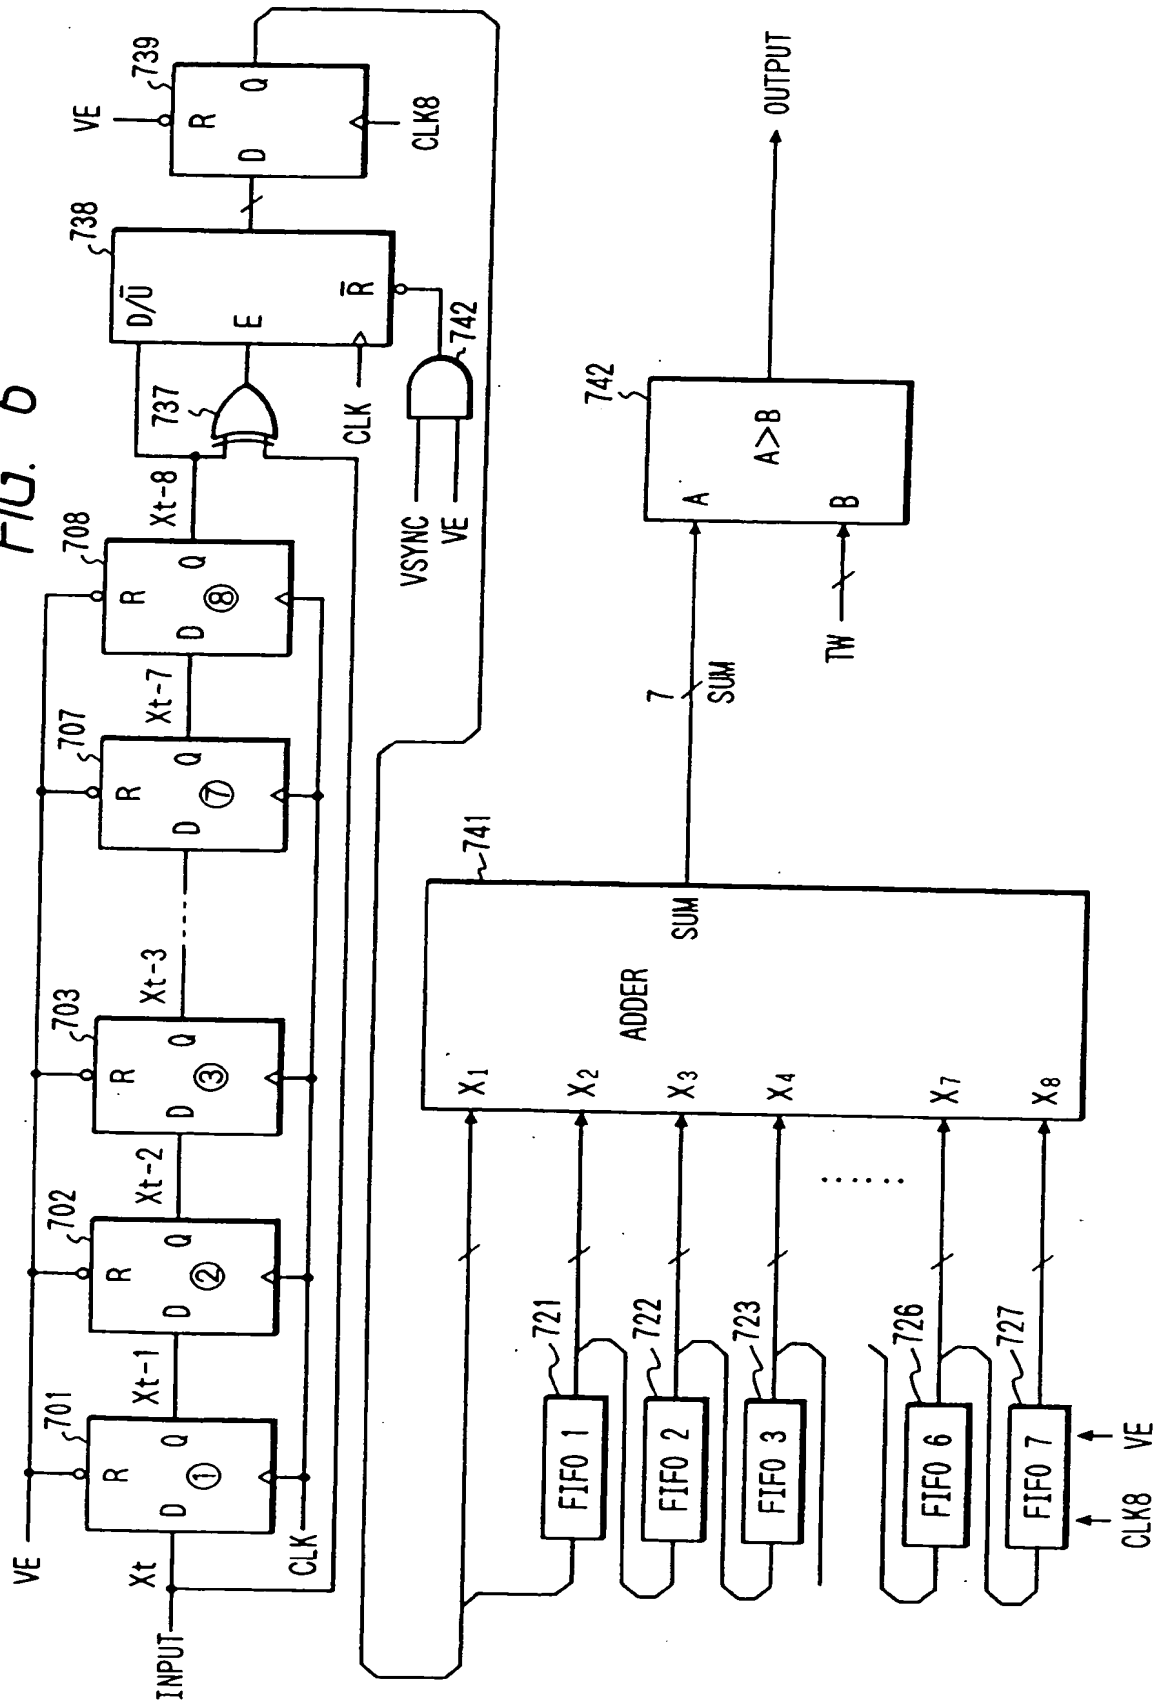 FIG. 6
VE
INPUT
Xt
CLK
701
R
D
Q
①
Xt-1
702
R
D
Q
②
Xt-2
703
R
D
Q
③
Xt-3
707
R
D
Q
⑦
Xt-7
708
R
D
Q
⑧
Xt-8
737
738
D/Ū
E
R̄
CLK
VSYNC
VE
742
VE
739
R
D
Q
CLK8
721
FIFO 1
722
FIFO 2
723
FIFO 3
726
FIFO 6
727
FIFO 7
CLK8
VE
741
X1
X2
X3
X4
X7
X8
ADDER
SUM
7
SUM
TW
742
A
B
A>B
OUTPUT